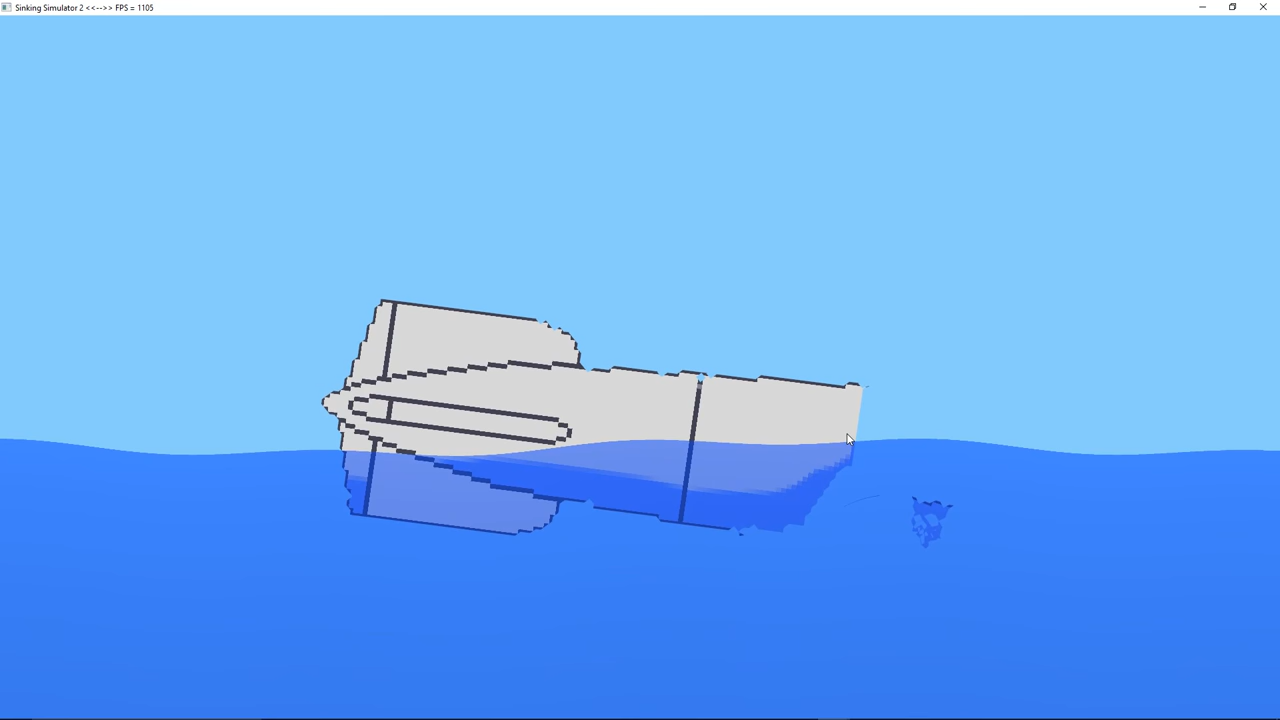 Sinking Simulator 2 <<-->> FPS = 1105